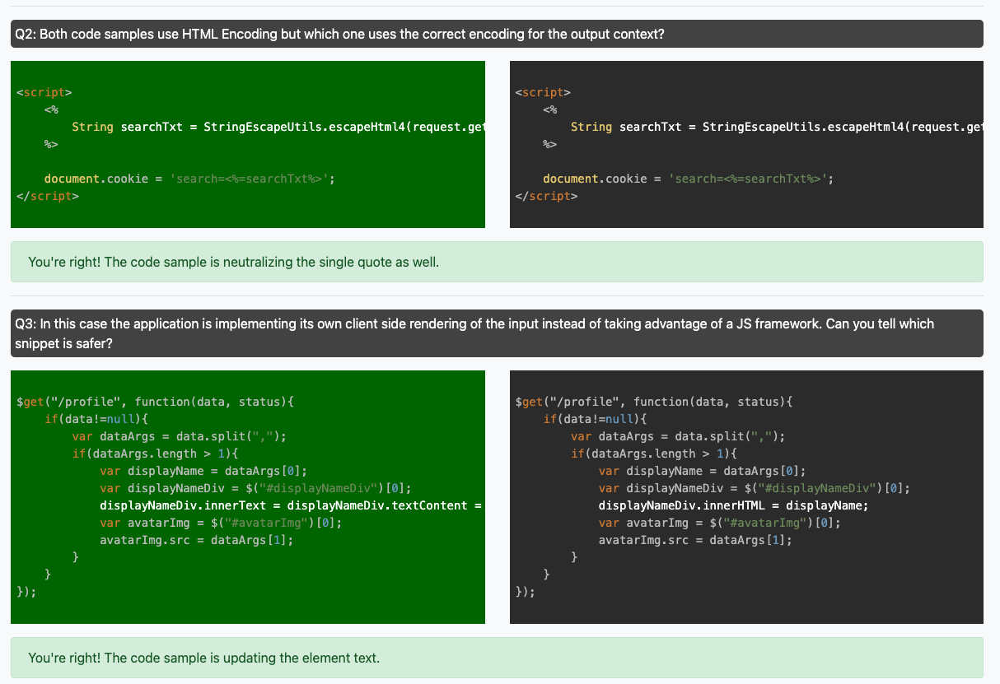 Q2: Both code samples use HTML Encoding but which one uses the correct encoding for the output context?
<script>
<%
String searchTxt = StringEscapeUtils.escapeHtml4(request.get
%>
document.cookie = 'search=<%=searchTxt%>';
</script>
<script>
<%
String searchTxt = StringEscapeUtils.escapeHtml4(request.get
%>
document.cookie = 'search=<%=searchTxt%>';
</script>
You're right! The code sample is neutralizing the single quote as well.
Q3: In this case the application is implementing its own client side rendering of the input instead of taking advantage of a JS framework. Can you tell which
snippet is safer?
$get("/profile", function(data, status){
if(data!=null){
var dataArgs = data.split(",");
if(dataArgs.length > 1){
var displayName = dataArgs[0];
var displayNameDiv = $("#displayNameDiv")[0];
displayNameDiv.innerText = displayNameDiv.textContent =
var avatarImg = $("#avatarImg")[0];
avatarImg.src = dataArgs[1];
}
}
});
$get("/profile", function(data, status){
if(data!=null){
var dataArgs = data.split(",");
if(dataArgs.length > 1){
var displayName = dataArgs[0];
var displayNameDiv = $("#displayNameDiv")[0];
displayNameDiv.innerHTML = displayName;
var avatarImg = $("#avatarImg")[0];
avatarImg.src = dataArgs[1];
}
}
});
You're right! The code sample is updating the element text.